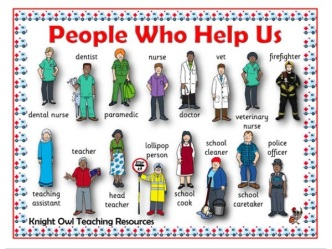 People Who Help Us
dentist nurse vet firefighter
dental nurse paramedic doctor veterinary nurse
teacher lollipop person school cleaner police officer
teaching assistant head teacher school cook school caretaker
Knight Owl Teaching Resources